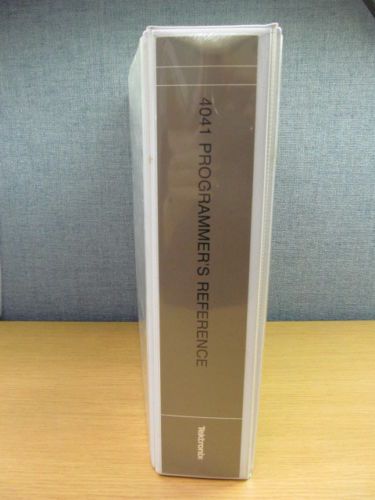 4041 PROGRAMMER'S REFERENCE
Tektronix